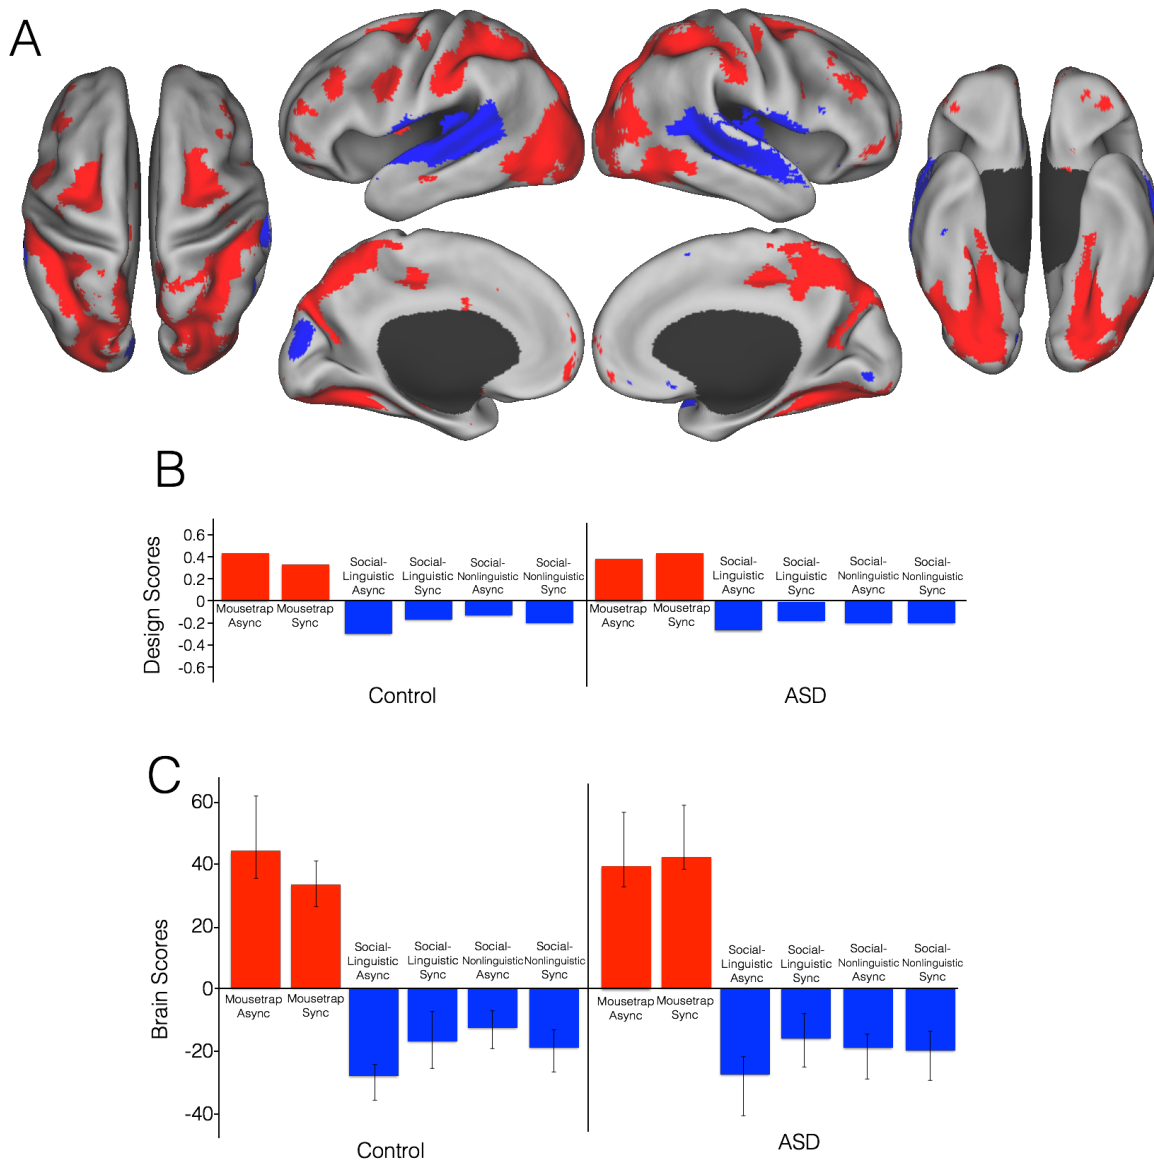 A
B
Design Scores
0.6
0.4
0.2
0
-0.2
-0.4
-0.6
Mousetrap
Async
Mousetrap
Sync
Social-
Linguistic
Async
Social-
Linguistic
Sync
Social-
Nonlinguistic
Async
Social-
Nonlinguistic
Sync
Control
Mousetrap
Async
Mousetrap
Sync
Social-
Linguistic
Async
Social-
Linguistic
Sync
Social-
Nonlinguistic
Async
Social-
Nonlinguistic
Sync
ASD
C
Brain Scores
60
40
20
0
-20
-40
Mousetrap
Async
Mousetrap
Sync
Social-
Linguistic
Async
Social-
Linguistic
Sync
Social-
Nonlinguistic
Async
Social-
Nonlinguistic
Sync
Control
Mousetrap
Async
Mousetrap
Sync
Social-
Linguistic
Async
Social-
Linguistic
Sync
Social-
Nonlinguistic
Async
Social-
Nonlinguistic
Sync
ASD